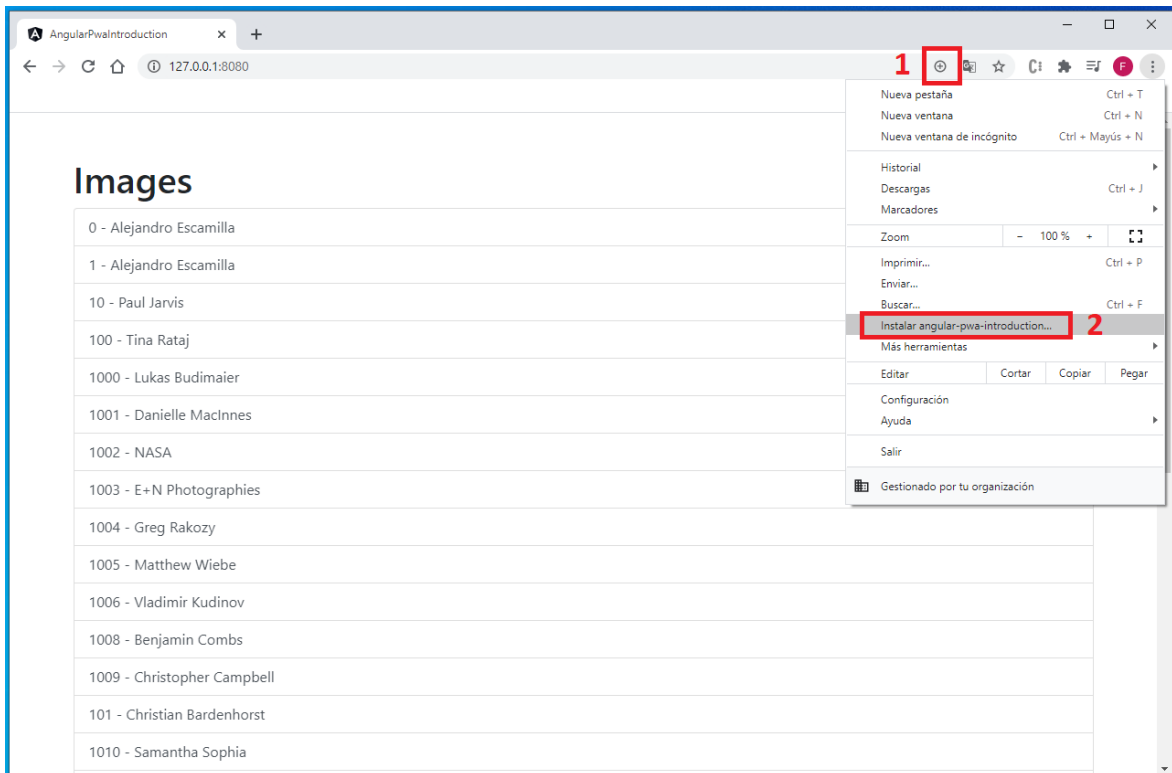 AngularPwaIntroduction
127.0.0.1:8080
1
Nueva pestaña Ctrl + T
Nueva ventana Ctrl + N
Nueva ventana de incógnito Ctrl + Mayús + N
Historial
Descargas Ctrl + J
Marcadores
Zoom - 100 % +
Imprimir... Ctrl + P
Enviar...
Buscar... Ctrl + F
Instalar angular-pwa-introduction... 2
Más herramientas
Editar Cortar Copiar Pegar
Configuración
Ayuda
Salir
Gestionado por tu organización
Images
0 - Alejandro Escamilla
1 - Alejandro Escamilla
10 - Paul Jarvis
100 - Tina Rataj
1000 - Lukas Budimaier
1001 - Danielle MacInnes
1002 - NASA
1003 - E+N Photographies
1004 - Greg Rakozy
1005 - Matthew Wiebe
1006 - Vladimir Kudinov
1008 - Benjamin Combs
1009 - Christopher Campbell
101 - Christian Bardenhorst
1010 - Samantha Sophia